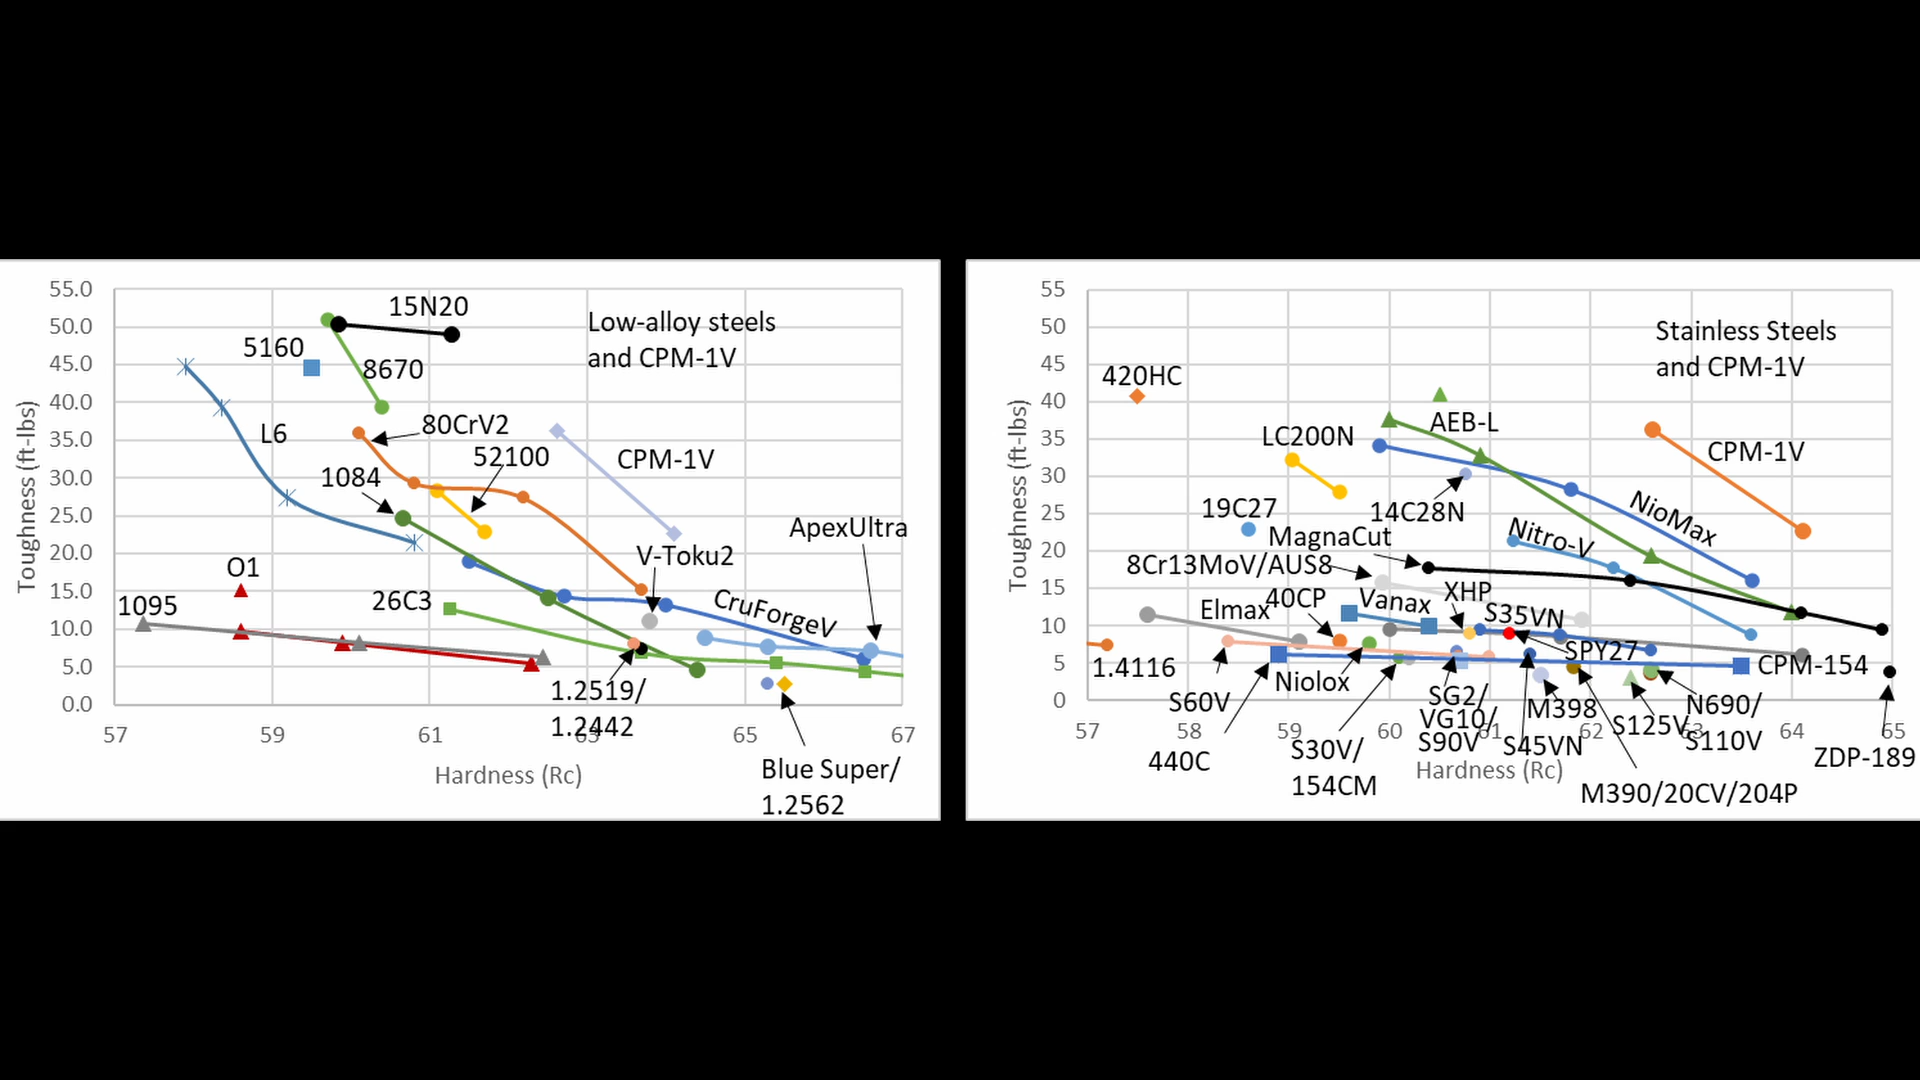 55.0
50.0
45.0
40.0
35.0
30.0
25.0
20.0
15.0
10.0
5.0
0.0
Toughness (ft-lbs)
57
59
61
63
65
67
Hardness (Rc)
Low-alloy steels
and CPM-1V
15N20
5160
8670
L6
80CrV2
52100
1084
CPM-1V
ApexUltra
V-Toku2
O1
1095
26C3
CruForgeV
1.2519/
1.2442
Blue Super/
1.2562
55
50
45
40
35
30
25
20
15
10
5
0
Toughness (ft-lbs)
57
58
59
60
61
62
63
64
65
Hardness (Rc)
Stainless Steels
and CPM-1V
420HC
AEB-L
LC200N
CPM-1V
19C27
14C28N
NioMax
Nitro-V
MagnaCut
8Cr13MoV/AUS8
XHP
Elmax
40CP
Vanax
S35VN
SPY27
1.4116
CPM-154
S60V
Niolox
SG2/
VG10/
S90V
M398
S125V
N690/
S110V
440C
S30V/
154CM
S45VN
ZDP-189
M390/20CV/204P